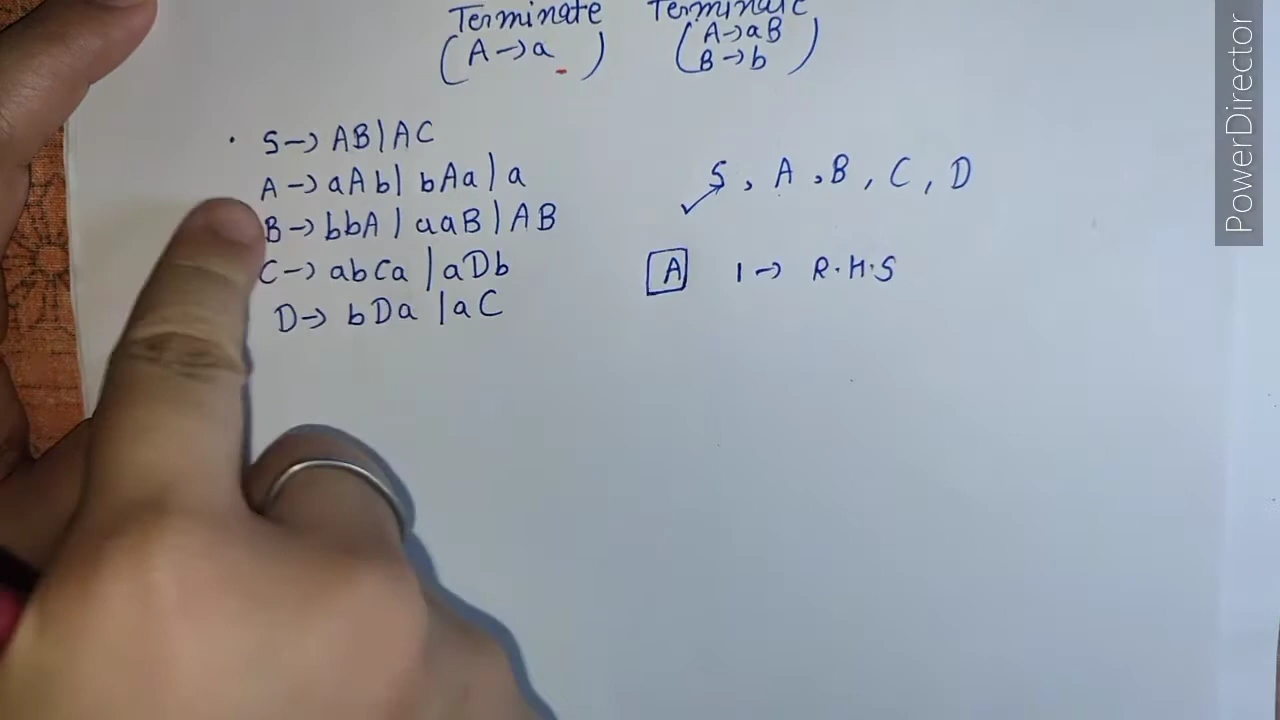 Terminate Terminate
(A→a) (A→aB
B→b)
• S→AB|AC
A→aAb| bAa|a
B→bbA|aaB|AB
C→abCa|aDb
D→bDa|aC
S, A, B, C, D
A 1→ R.H.S
PowerDirector